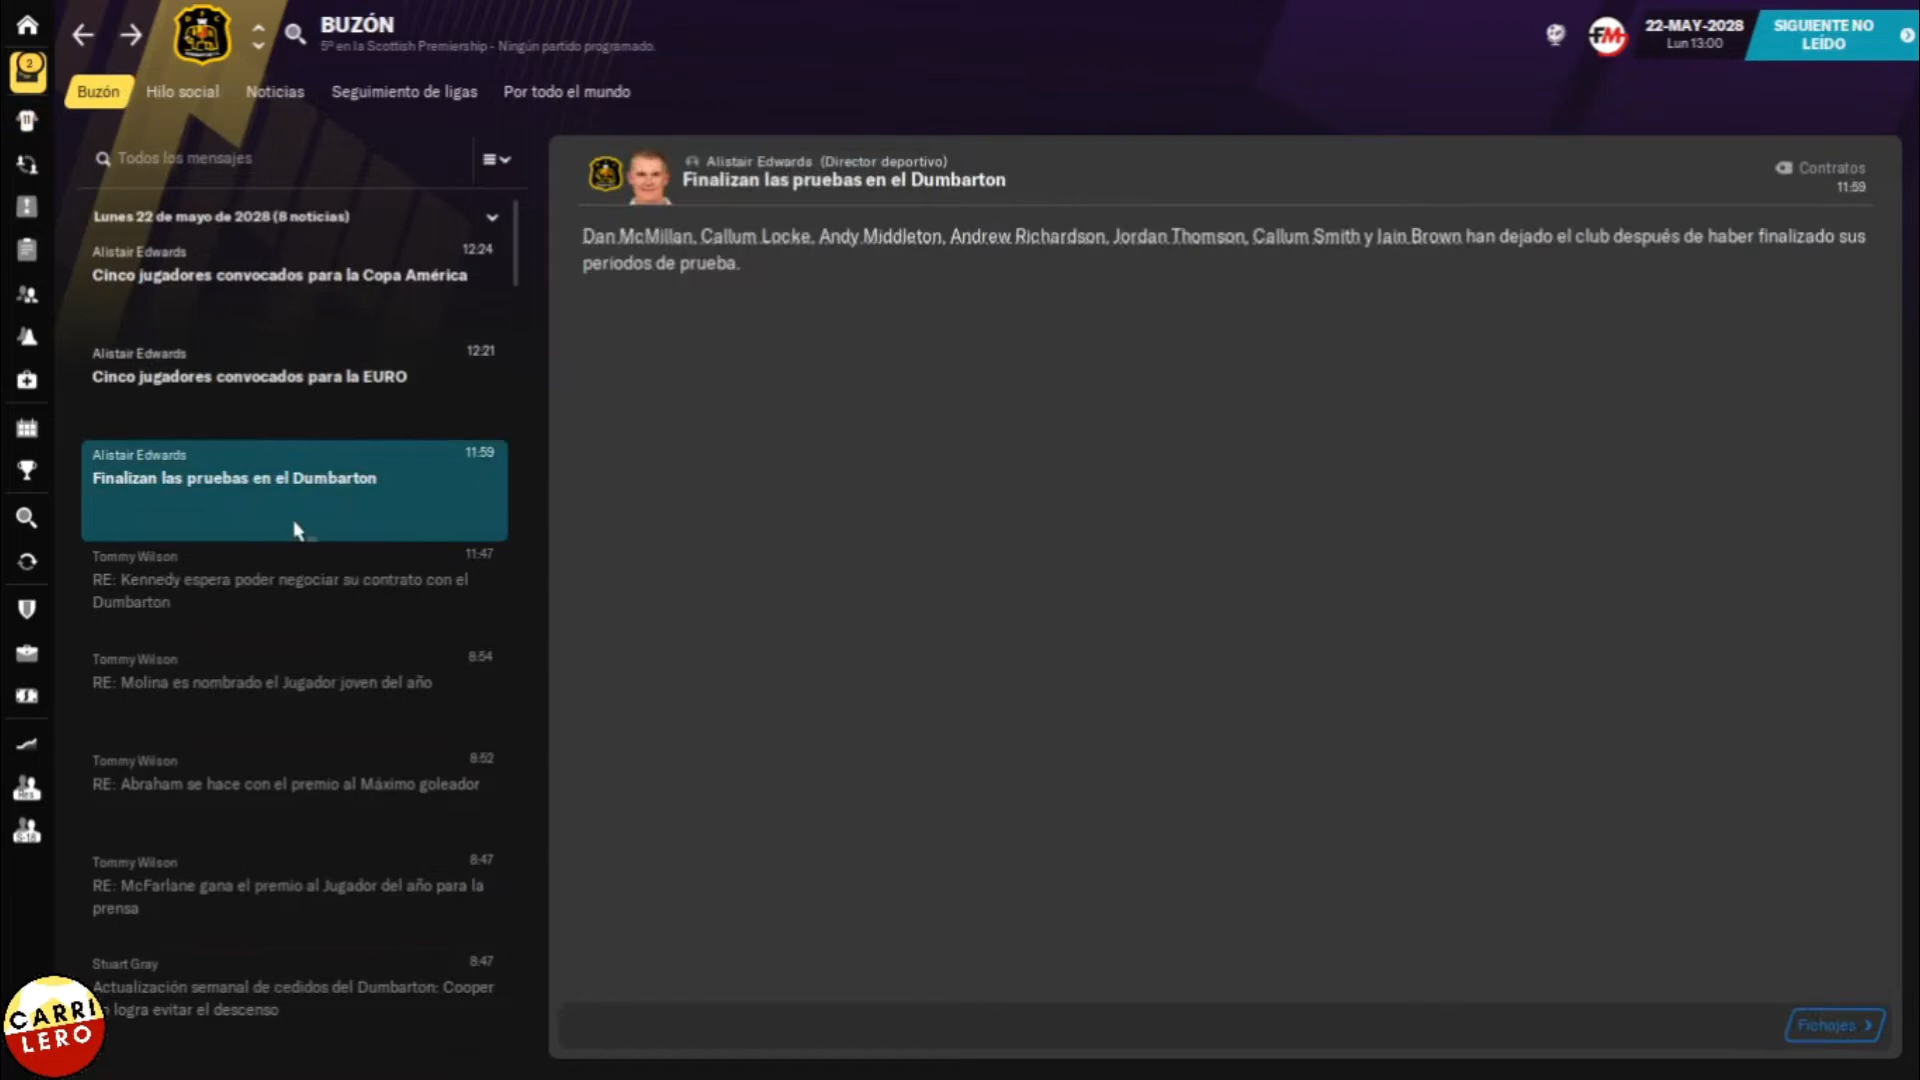 BUZÓN
5º en la Scottish Premiership - Ningún partido programado.
22-MAY-2028
Lun 13:00
SIGUIENTE NO LEÍDO
2
Buzón
Hilo social
Noticias
Seguimiento de ligas
Por todo el mundo
Todos los mensajes
Lunes 22 de mayo de 2028 (8 noticias)
Alistair Edwards 12:24
Cinco jugadores convocados para la Copa América
Alistair Edwards 12:21
Cinco jugadores convocados para la EURO
Alistair Edwards 11:59
Finalizan las pruebas en el Dumbarton
Tommy Wilson 11:47
RE: Kennedy espera poder negociar su contrato con el
Dumbarton
Tommy Wilson 8:54
RE: Molina es nombrado el Jugador joven del año
Tommy Wilson 8:52
RE: Abraham se hace con el premio al Máximo goleador
Tommy Wilson 8:47
RE: McFarlane gana el premio al Jugador del año para la
prensa
Stuart Gray 8:47
Actualización semanal de cedidos del Dumbarton: Cooper
logra evitar el descenso
Alistair Edwards (Director deportivo)
Finalizan las pruebas en el Dumbarton
Contratos
11:59
Dan McMillan, Callum Locke, Andy Middleton, Andrew Richardson, Jordan Thomson, Callum Smith y Iain Brown han dejado el club después de haber finalizado sus
periodos de prueba.
Fichajes
FM
Res
S-18
CARRI
LERO